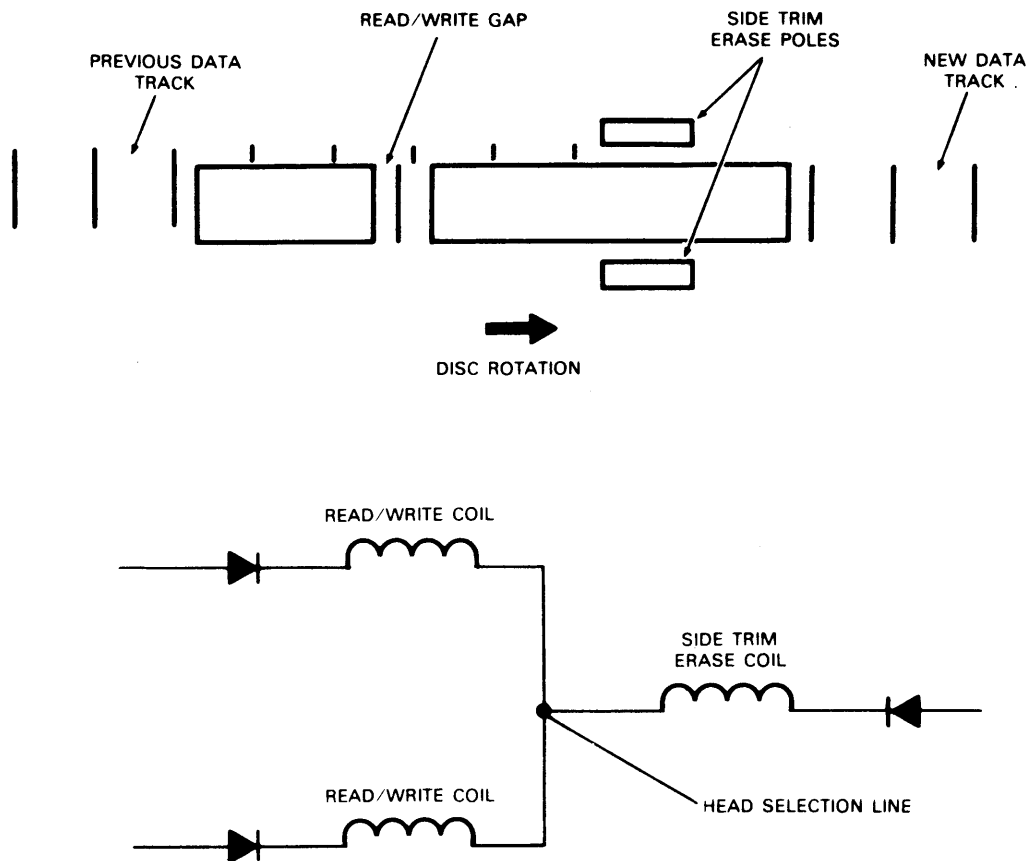 READ/WRITE GAP
SIDE TRIM
ERASE POLES
PREVIOUS DATA
TRACK
NEW DATA
TRACK
DISC ROTATION
READ/WRITE COIL
SIDE TRIM
ERASE COIL
READ/WRITE COIL
HEAD SELECTION LINE